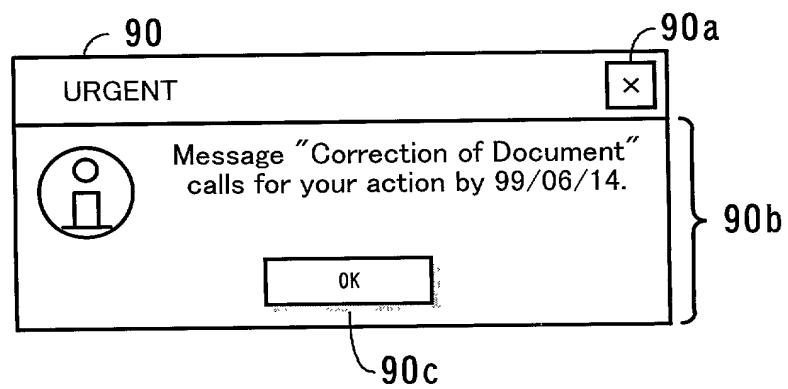 90
90a
URGENT
×
Message "Correction of Document"
calls for your action by 99/06/14.
90b
OK
90c